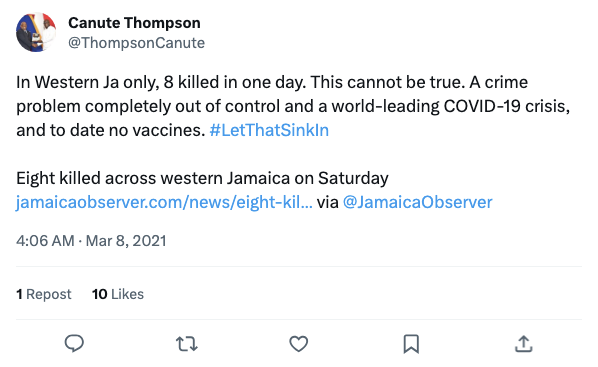 Canute Thompson
@ThompsonCanute
In Western Ja only, 8 killed in one day. This cannot be true. A crime
problem completely out of control and a world-leading COVID-19 crisis,
and to date no vaccines. #LetThatSinkIn
Eight killed across western Jamaica on Saturday
jamaicaobserver.com/news/eight-kil... via @JamaicaObserver
4:06 AM · Mar 8, 2021
1 Repost 10 Likes